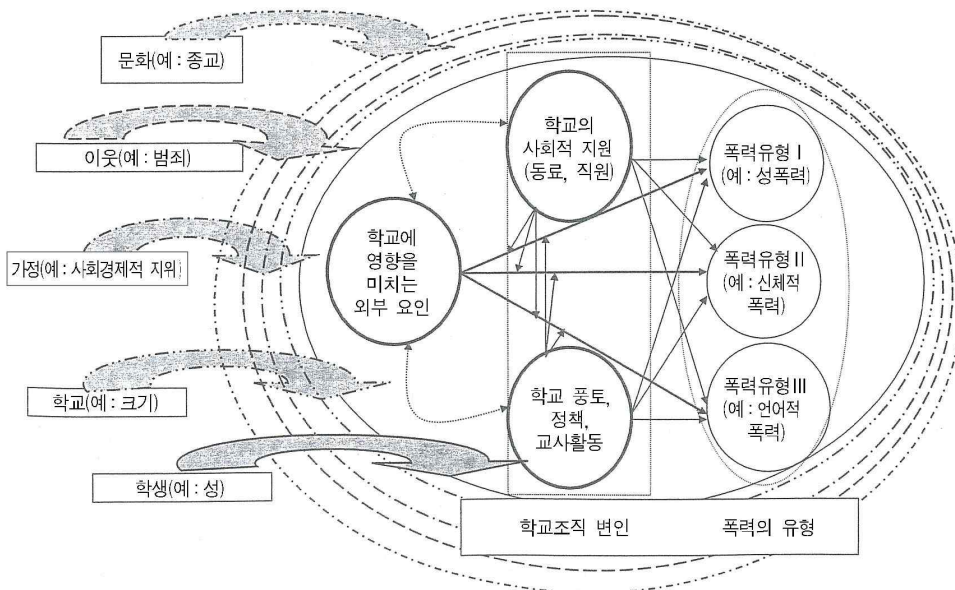 문화(예 : 종교)
이웃(예 : 범죄)
가정(예 : 사회경제적 지위)
학교(예 : 크기)
학생(예 : 성)
학교에
영향을
미치는
외부 요인
학교의
사회적 지원
(동료, 직원)
학교 풍토,
정책,
교사활동
폭력유형 I
(예 : 성폭력)
폭력유형 II
(예 : 신체적
폭력)
폭력유형 III
(예 : 언어적
폭력)
학교조직 변인
폭력의 유형